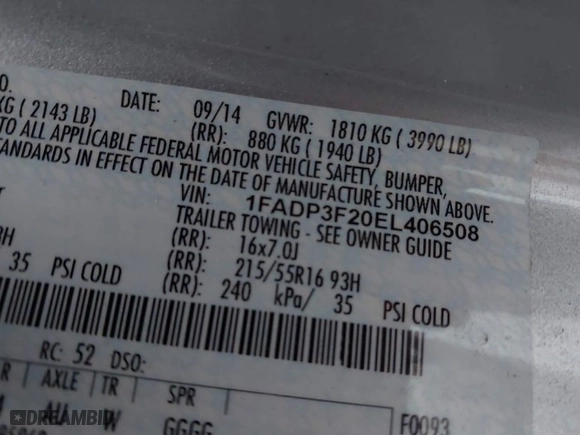 O.
DATE: 09/14 GVWR: 1810 KG ( 3990 LB)
KG ( 2143 LB) (RR): 880 KG ( 1940 LB)
TO ALL APPLICABLE FEDERAL MOTOR VEHICLE SAFETY, BUMPER,
STANDARDS IN EFFECT ON THE DATE OF MANUFACTURE SHOWN ABOVE.
VIN: 1FADP3F20EL406508
TRAILER TOWING - SEE OWNER GUIDE
(RR): 16x7.0J
3H (RR): 215/55R16 93H
35 PSI COLD (RR): 240 kPa/ 35 PSI COLD
RC: 52 DSO:
R AXLE TR SPR
W GGGG F0093
DREAMBID